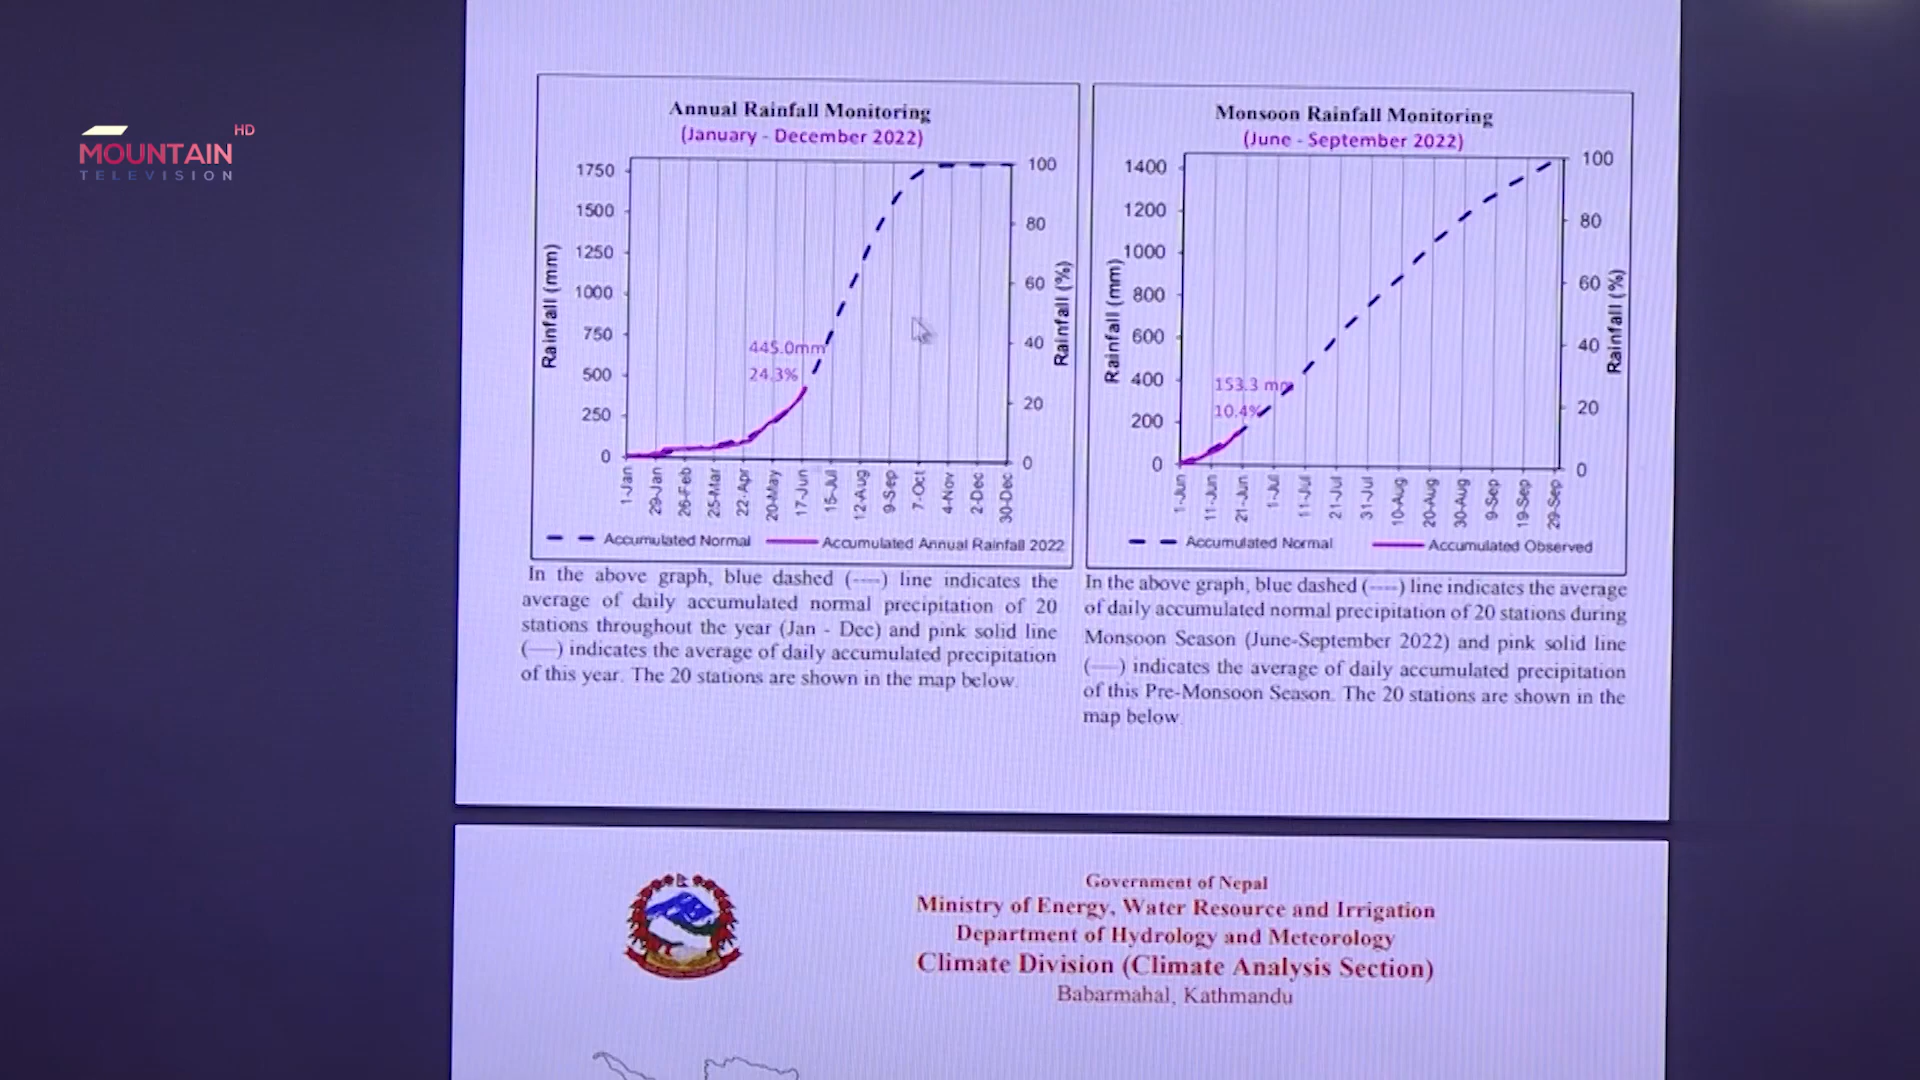 HD
MOUNTAIN
TELEVISION
Annual Rainfall Monitoring
(January - December 2022)
1750
1500
1250
1000
750
500
250
0
Rainfall (mm)
100
80
60
40
20
0
Rainfall (%)
445.0mm
24.3%
1-Jan
29-Jan
26-Feb
25-Mar
22-Apr
20-May
17-Jun
15-Jul
12-Aug
9-Sep
7-Oct
4-Nov
2-Dec
30-Dec
Accumulated Normal
Accumulated Annual Rainfall 2022
In the above graph, blue dashed (----) line indicates the
average of daily accumulated normal precipitation of 20
stations throughout the year (Jan - Dec) and pink solid line
(—) indicates the average of daily accumulated precipitation
of this year. The 20 stations are shown in the map below.
Monsoon Rainfall Monitoring
(June - September 2022)
1400
1200
1000
800
600
400
200
0
Rainfall (mm)
100
80
60
40
20
0
Rainfall (%)
153.3 mm
10.4%
1-Jun
11-Jun
21-Jun
1-Jul
11-Jul
21-Jul
31-Jul
10-Aug
20-Aug
30-Aug
9-Sep
19-Sep
29-Sep
Accumulated Normal
Accumulated Observed
In the above graph, blue dashed (----) line indicates the average
of daily accumulated normal precipitation of 20 stations during
Monsoon Season (June-September 2022) and pink solid line
(—) indicates the average of daily accumulated precipitation
of this Pre-Monsoon Season. The 20 stations are shown in the
map below.
Government of Nepal
Ministry of Energy, Water Resource and Irrigation
Department of Hydrology and Meteorology
Climate Division (Climate Analysis Section)
Babarmahal, Kathmandu